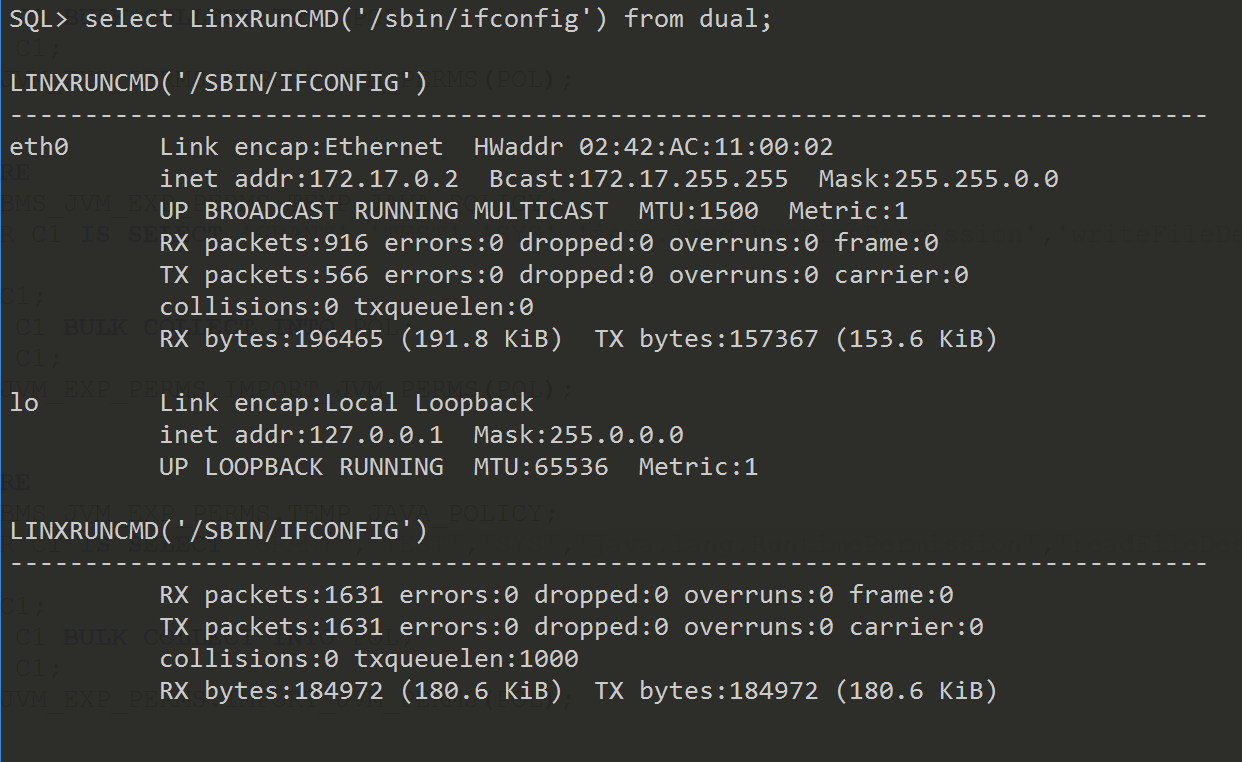 SQL> select LinxRunCMD('/sbin/ifconfig') from dual;
LINXRUNCMD('/SBIN/IFCONFIG')
--------------------------------------------------------------------------------
eth0      Link encap:Ethernet  HWaddr 02:42:AC:11:00:02
          inet addr:172.17.0.2  Bcast:172.17.255.255  Mask:255.255.0.0
          UP BROADCAST RUNNING MULTICAST  MTU:1500  Metric:1
          RX packets:916 errors:0 dropped:0 overruns:0 frame:0
          TX packets:566 errors:0 dropped:0 overruns:0 carrier:0
          collisions:0 txqueuelen:0
          RX bytes:196465 (191.8 KiB)  TX bytes:157367 (153.6 KiB)
lo        Link encap:Local Loopback
          inet addr:127.0.0.1  Mask:255.0.0.0
          UP LOOPBACK RUNNING  MTU:65536  Metric:1
LINXRUNCMD('/SBIN/IFCONFIG')
--------------------------------------------------------------------------------
          RX packets:1631 errors:0 dropped:0 overruns:0 frame:0
          TX packets:1631 errors:0 dropped:0 overruns:0 carrier:0
          collisions:0 txqueuelen:1000
          RX bytes:184972 (180.6 KiB)  TX bytes:184972 (180.6 KiB)